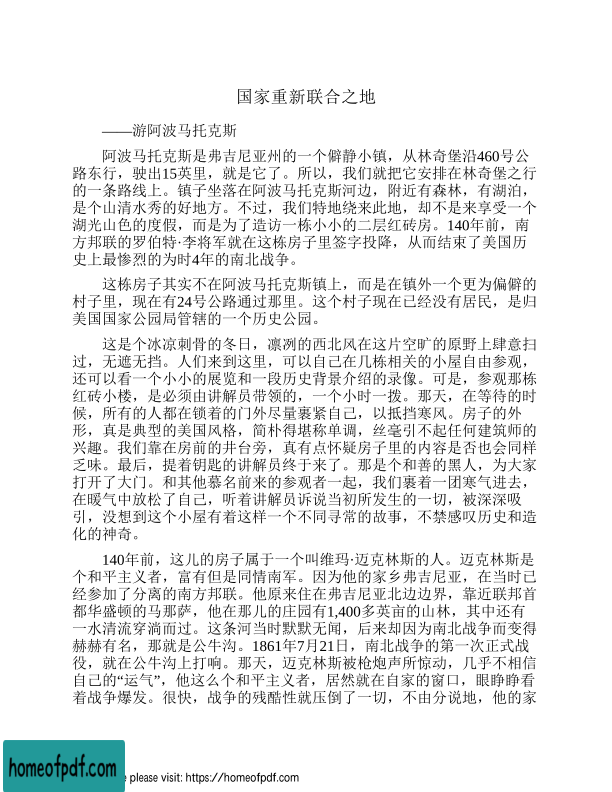 国家重新联合之地
——游阿波马托克斯
阿波马托克斯是弗吉尼亚州的一个僻静小镇，从林奇堡沿460号公
路东行，驶出15英里，就是它了。所以，我们就把它安排在林奇堡之行
的一条路线上。镇子坐落在阿波马托克斯河边，附近有森林，有湖泊，
是个山清水秀的好地方。不过，我们特地绕来此地，却不是来享受一个
湖光山色的度假，而是为了造访一栋小小的二层红砖房。140年前，南
方邦联的罗伯特·李将军就在这栋房子里签字投降，从而结束了美国历
史上最惨烈的为时4年的南北战争。
这栋房子其实不在阿波马托克斯镇上，而是在镇外一个更为偏僻的
村子里，现在有24号公路通过那里。这个村子现在已经没有居民，是归
美国国家公园局管辖的一个历史公园。
这是个冰凉刺骨的冬日，凛冽的西北风在这片空旷的原野上肆意扫
过，无遮无挡。人们来到这里，可以自己在几栋相关的小屋自由参观，
还可以看一个小小的展览和一段历史背景介绍的录像。可是，参观那栋
红砖小楼，是必须由讲解员带领的，一个小时一拨。那天，在等待的时
候，所有的人都在锁着的门外尽量裹紧自己，以抵挡寒风。房子的外
形，真是典型的美国风格，简朴得堪称单调，丝毫引不起任何建筑师的
兴趣。我们靠在房前的井台旁，真有点怀疑房子里的内容是否也会同样
乏味。最后，提着钥匙的讲解员终于来了。那是个和善的黑人，为大家
打开了大门。和其他慕名前来的参观者一起，我们裹着一团寒气进去，
在暖气中放松了自己，听着讲解员诉说当初所发生的一切，被深深吸
引，没想到这个小屋有着这样一个不同寻常的故事，不禁感叹历史和造
化的神奇。
140年前，这儿的房子属于一个叫维玛·迈克林斯的人。迈克林斯是
个和平主义者，富有但是同情南军。因为他的家乡弗吉尼亚，在当时已
经参加了分离的南方邦联。他原来住在弗吉尼亚北边边界，靠近联邦首
都华盛顿的马那萨，他在那儿的庄园有1,400多英亩的山林，其中还有
一水清流穿淌而过。这条河当时默默无闻，后来却因为南北战争而变得
赫赫有名，那就是公牛沟。1861年7月21日，南北战争的第一次正式战
役，就在公牛沟上打响。那天，迈克林斯被枪炮声所惊动，几乎不相信
自己的“运气”，他这么个和平主义者，居然就在自家的窗口，眼睁睁看
着战争爆发。很快，战争的残酷性就压倒了一切，不由分说地，他的家
homeofpdf.com
e please visit: https://homeofpdf.com